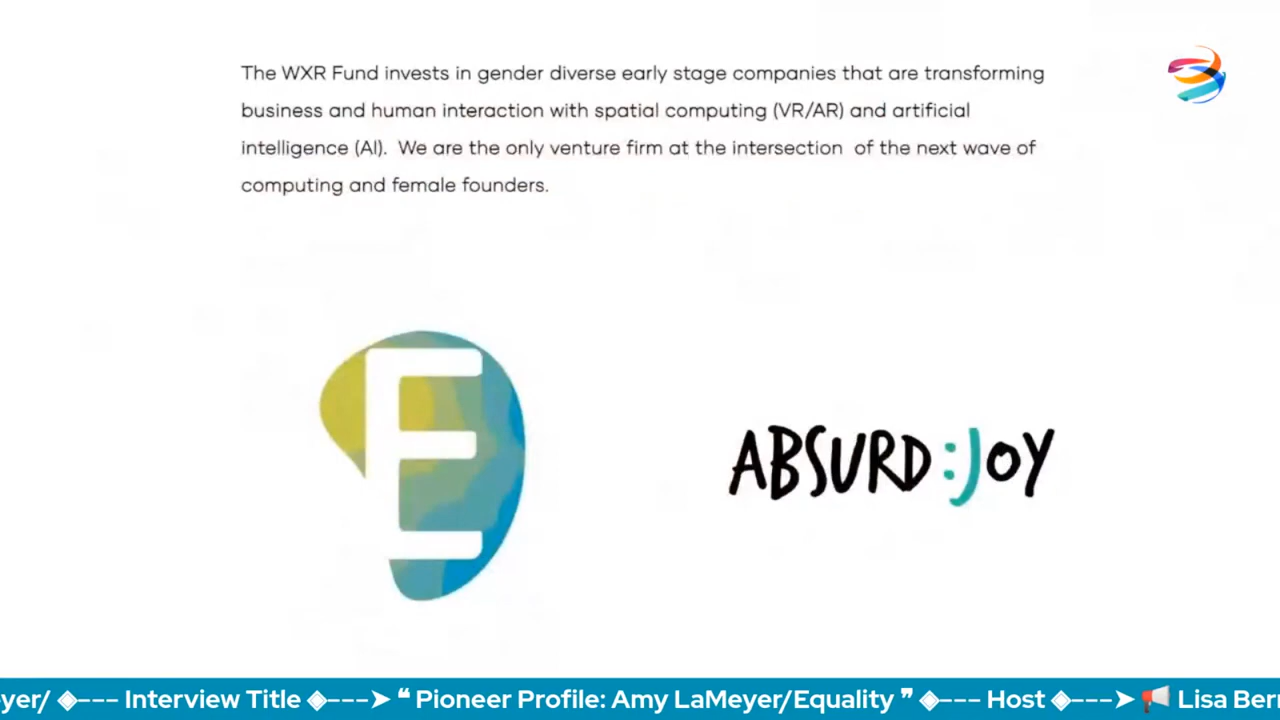 The WXR Fund invests in gender diverse early stage companies that are transforming
business and human interaction with spatial computing (VR/AR) and artificial
intelligence (AI).  We are the only venture firm at the intersection  of the next wave of
computing and female founders.
E
ABSURD :JOY
/ ◈--- Interview Title ◈---➤ ❝ Pioneer Profile: Amy LaMeyer/Equality ❞ ◈--- Host ◈---➤ 📢 Lisa